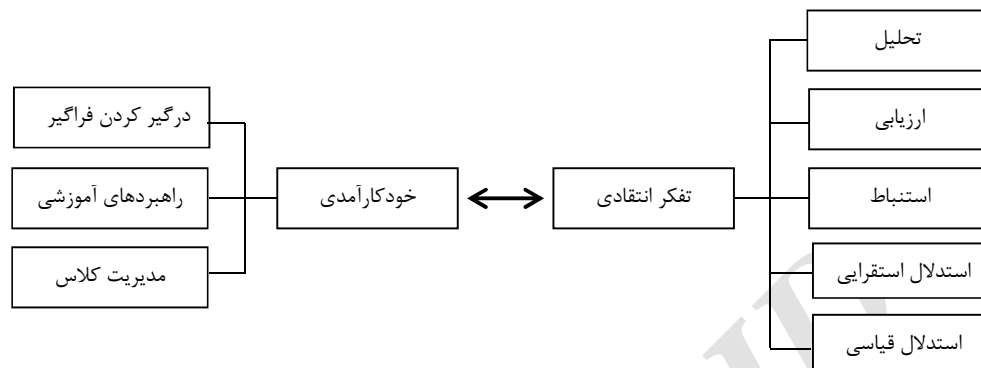 تحلیل
ارزیابی
استنباط
استدلال استقرایی
استدلال قیاسی
تفکر انتقادی
خودکارآمدی
درگیر کردن فراگیر
راهبردهای آموزشی
مدیریت کلاس